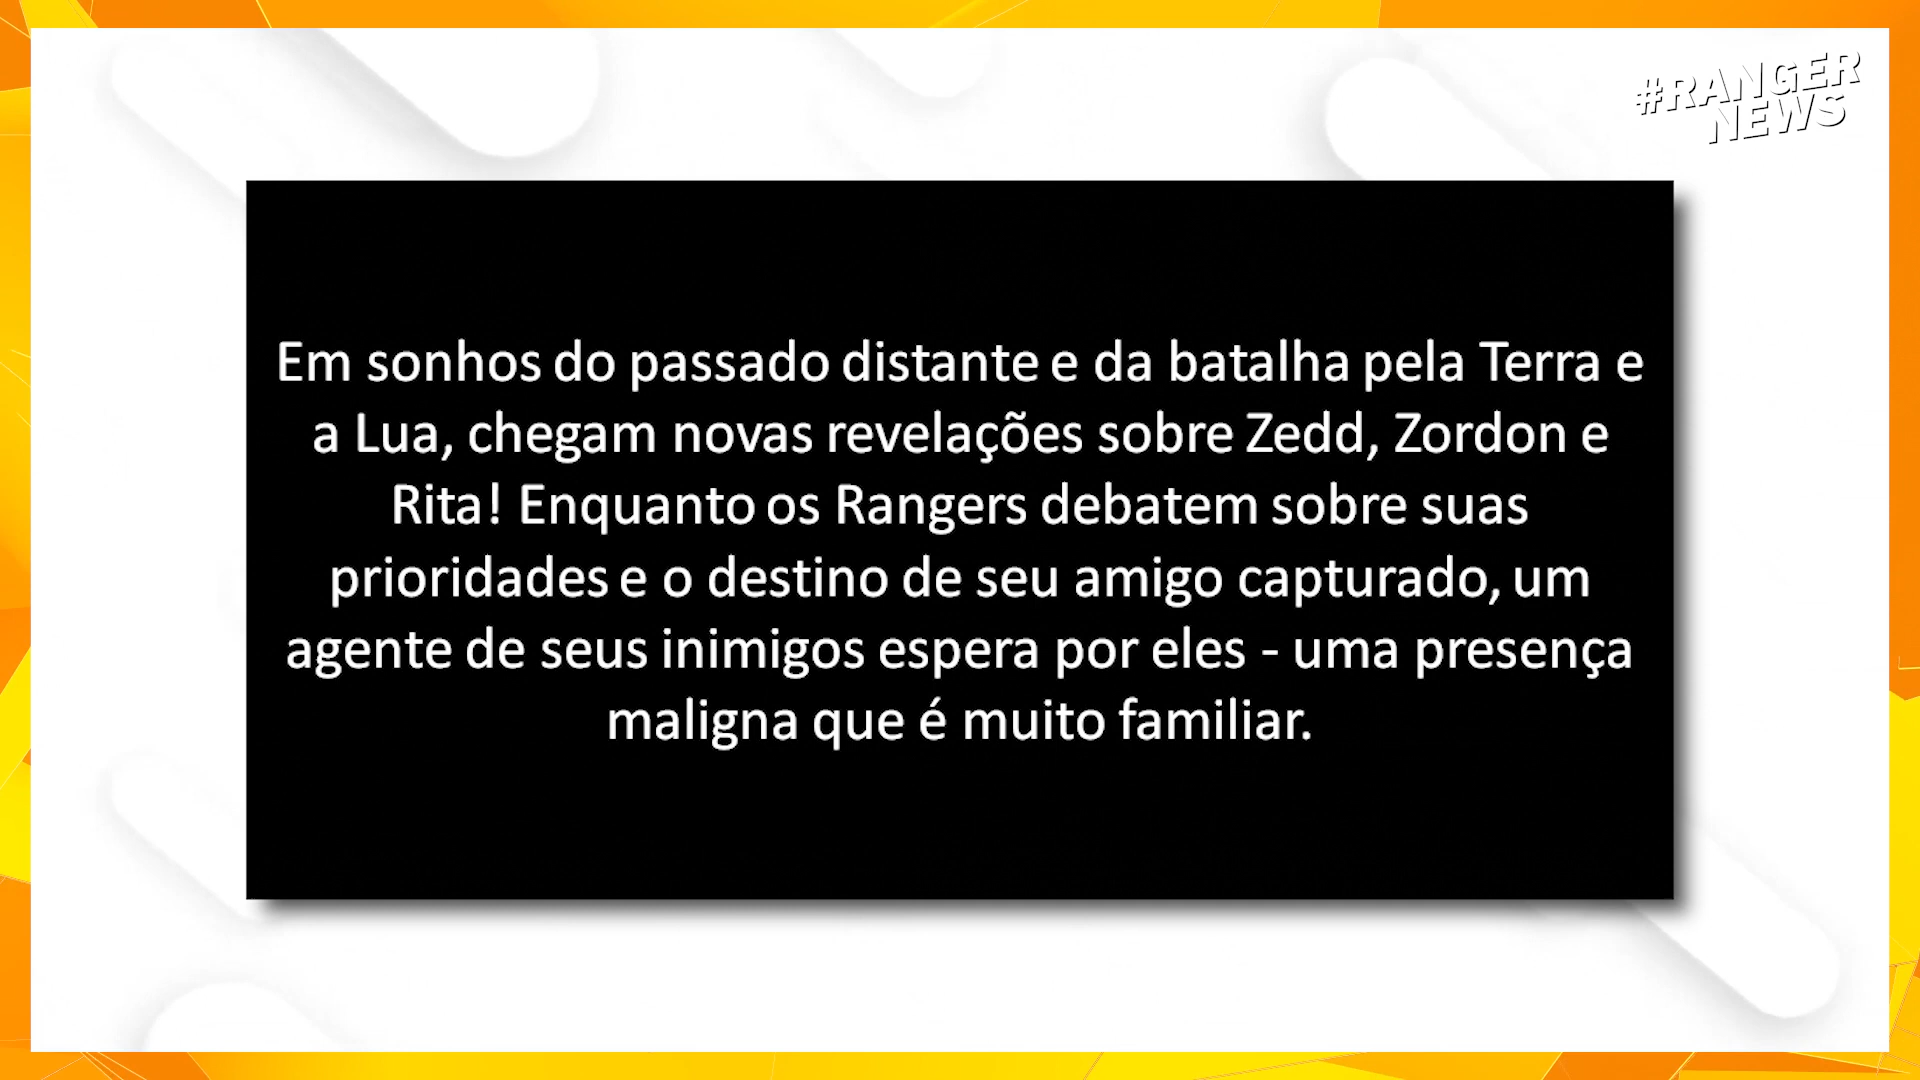 #RANGER
NEWS
Em sonhos do passado distante e da batalha pela Terra e
a Lua, chegam novas revelações sobre Zedd, Zordon e
Rita! Enquanto os Rangers debatem sobre suas
prioridades e o destino de seu amigo capturado, um
agente de seus inimigos espera por eles - uma presença
maligna que é muito familiar.